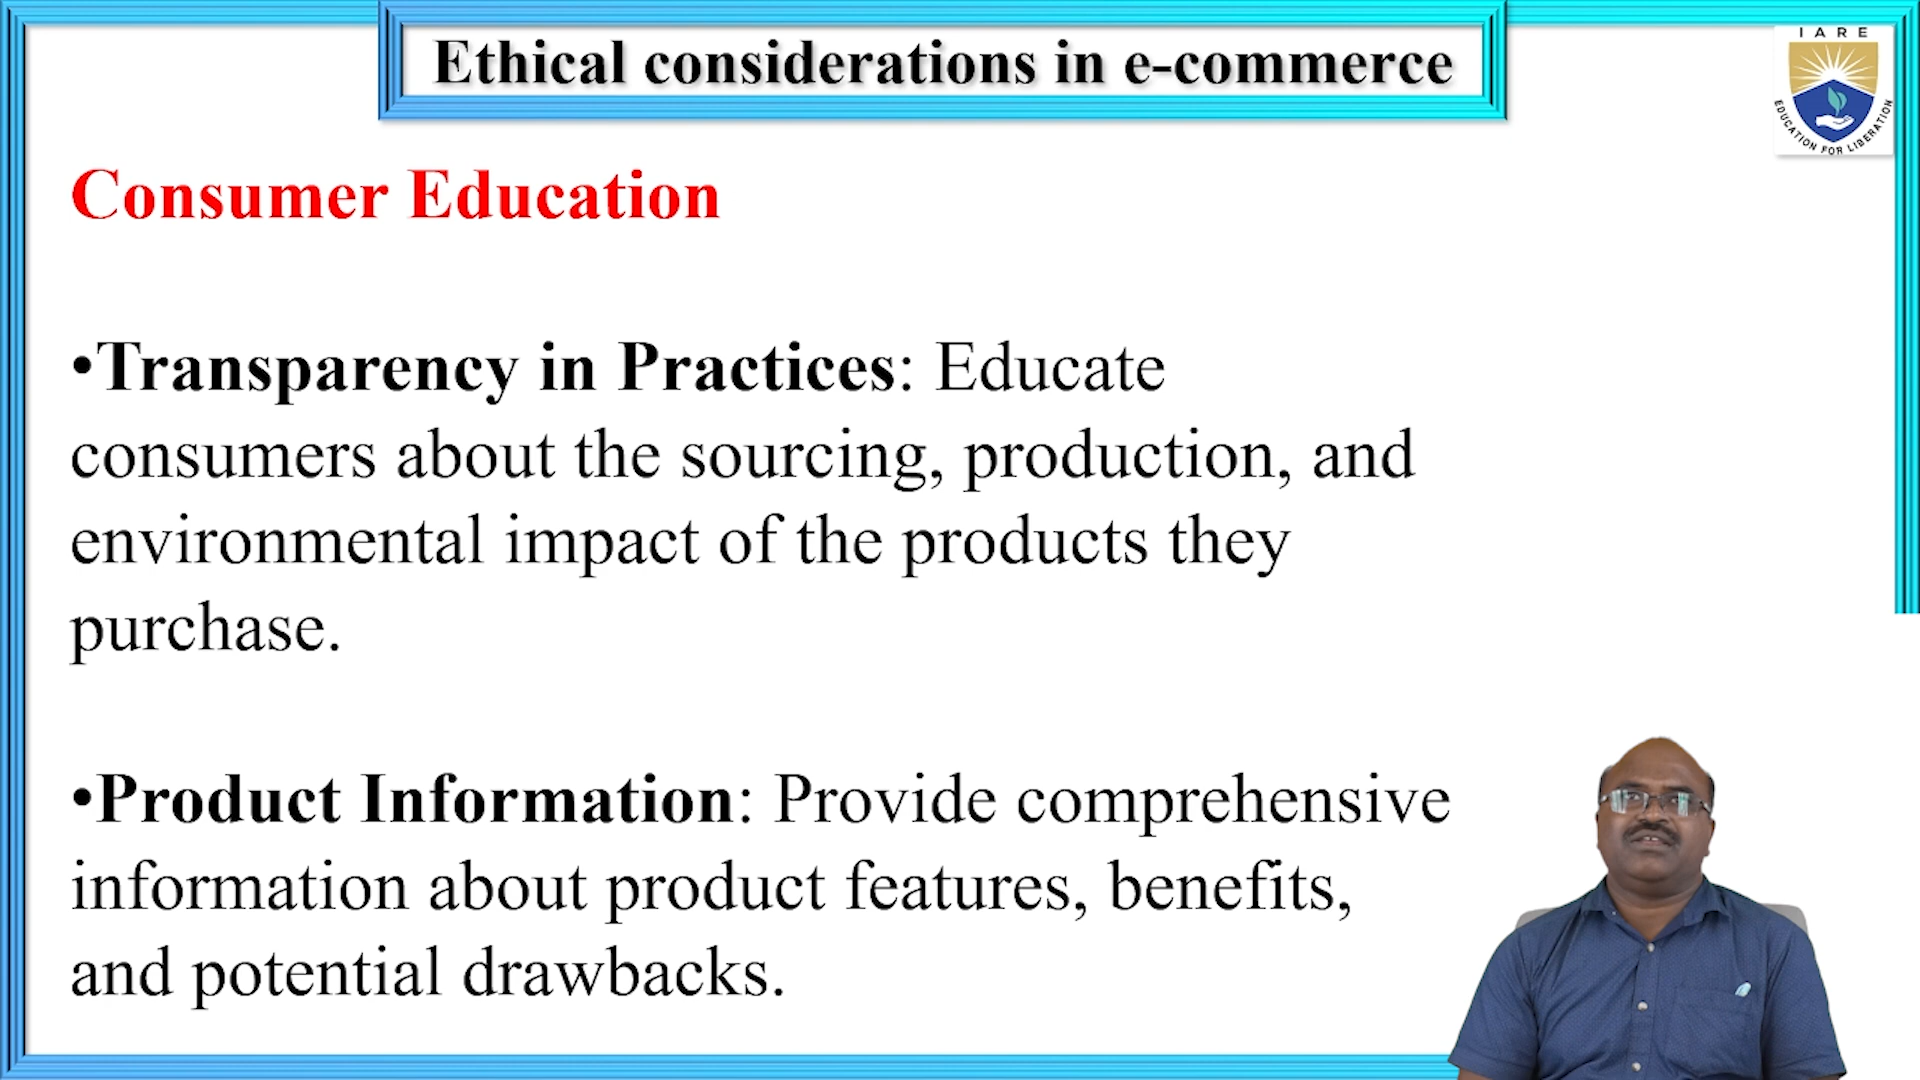 Ethical considerations in e-commerce
IARE
EDUCATION FOR LIBERATION
Consumer Education
•Transparency in Practices: Educate
consumers about the sourcing, production, and
environmental impact of the products they
purchase.
•Product Information: Provide comprehensive
information about product features, benefits,
and potential drawbacks.